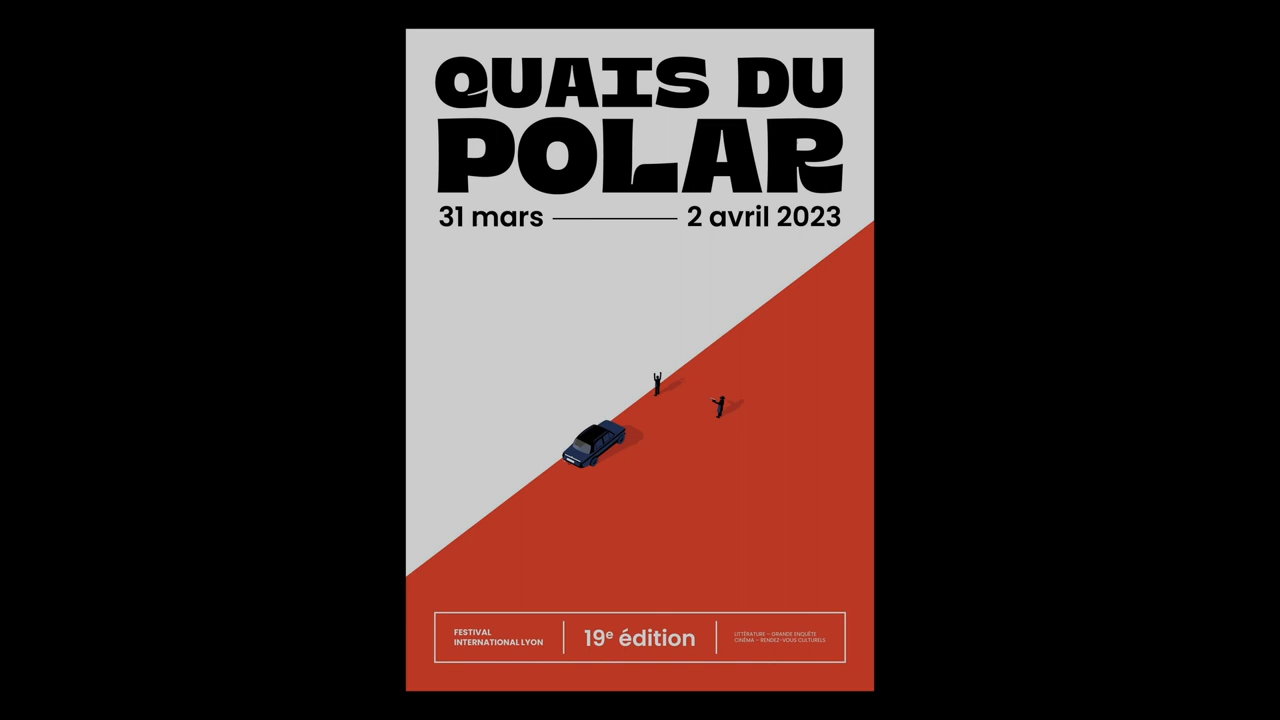 QUAIS DU
POLAR
31 mars 2 avril 2023
FESTIVAL
INTERNATIONAL LYON
19e édition
LITTÉRATURE – GRANDE ENQUÊTE
CINÉMA – RENDEZ-VOUS CULTURELS